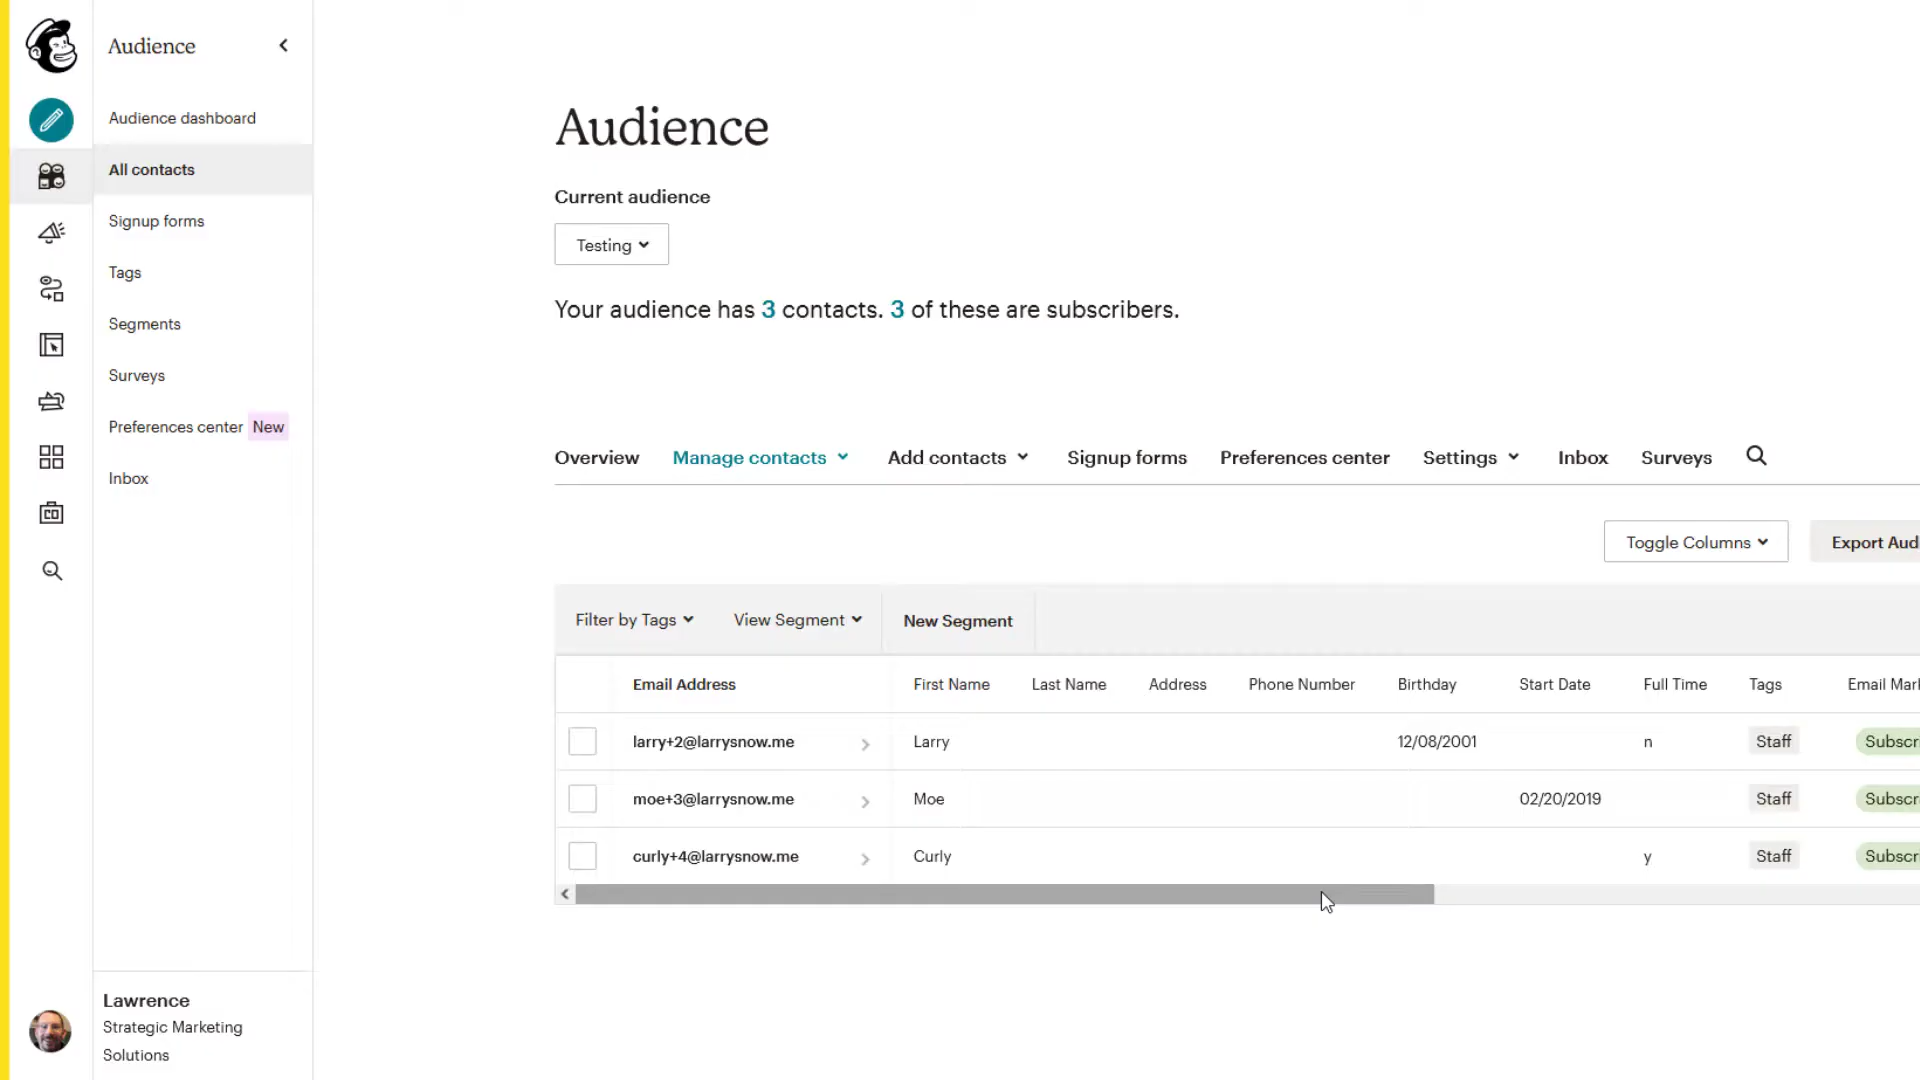 Audience
Audience dashboard
All contacts
Signup forms
Tags
Segments
Surveys
Preferences center New
Inbox
Lawrence
Strategic Marketing
Solutions
Audience
Current audience
Testing
Your audience has 3 contacts. 3 of these are subscribers.
Overview Manage contacts Add contacts Signup forms Preferences center Settings Inbox Surveys
Toggle Columns Export Aud
Filter by Tags View Segment New Segment
Email Address First Name Last Name Address Phone Number Birthday Start Date Full Time Tags Email Mark
larry+2@larrysnow.me Larry 12/08/2001 n Staff Subscri
moe+3@larrysnow.me Moe 02/20/2019 Staff Subscri
curly+4@larrysnow.me Curly y Staff Subscri